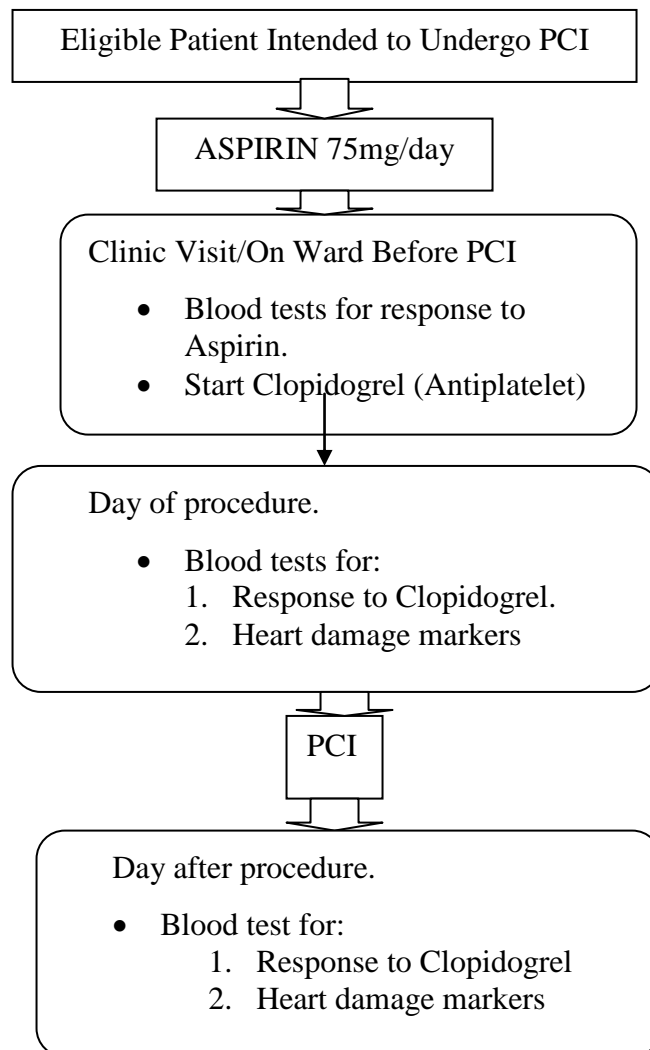 Eligible Patient Intended to Undergo PCI
ASPIRIN 75mg/day
Clinic Visit/On Ward Before PCI
• Blood tests for response to
Aspirin.
• Start Clopidogrel (Antiplatelet)
Day of procedure.
• Blood tests for:
1. Response to Clopidogrel.
2. Heart damage markers
PCI
Day after procedure.
• Blood test for:
1. Response to Clopidogrel
2. Heart damage markers